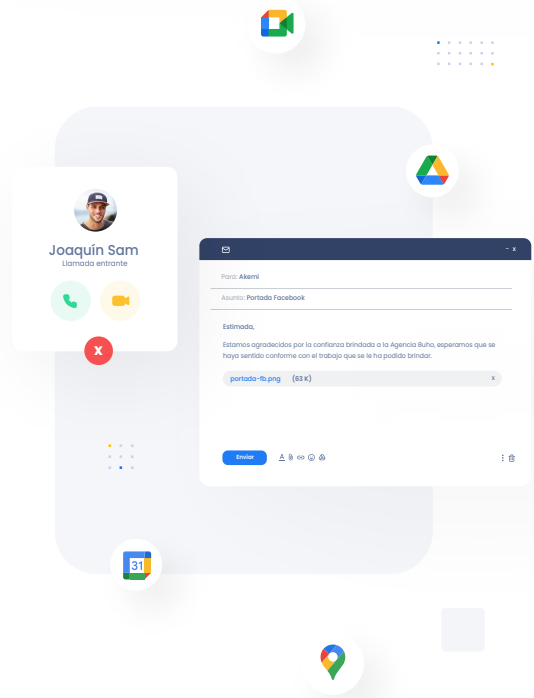 Joaquín Sam
Llamada entrante
X
- x
Para: Akemi
Asunto: Portada Facebook
Estimada,
Estamos agradecidos por la confianza brindada a la Agencia Buho, esperamos que se
haya sentido conforme con el trabajo que se le ha podido brindar.
portada-fb.png (63 K) x
Enviar A
31